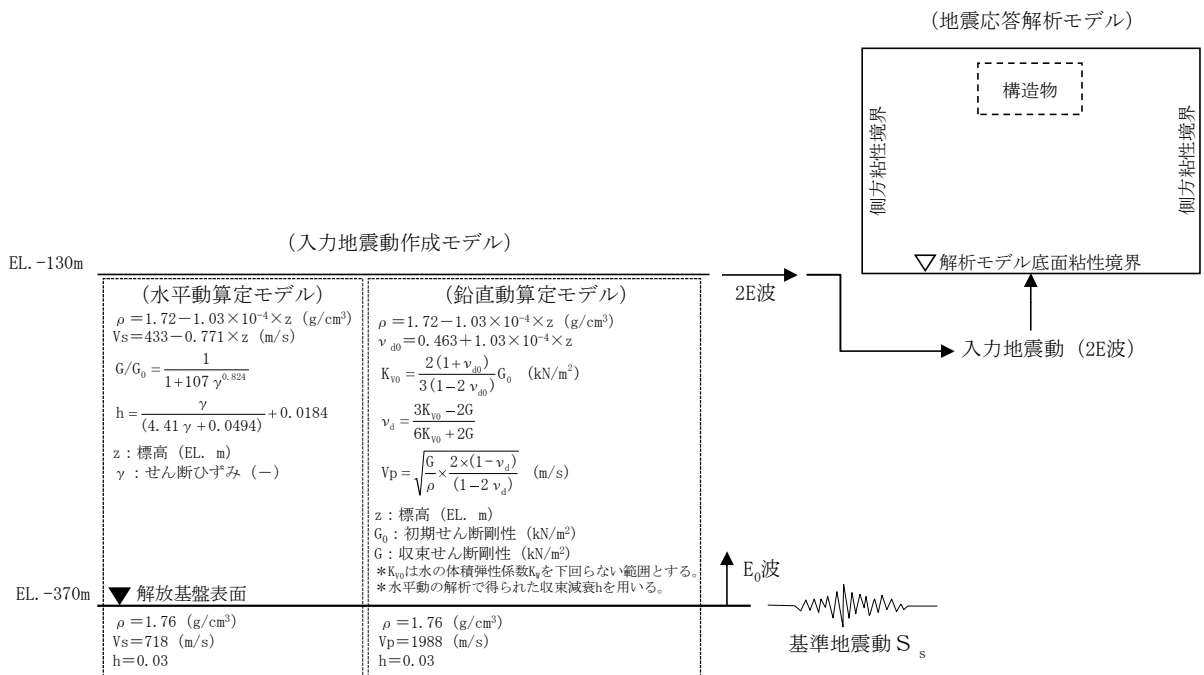 (地震応答解析モデル)
構造物
側方粘性境界
側方粘性境界
▽解析モデル底面粘性境界
入力地震動 (2E波)
(入力地震動作成モデル)
EL.-130m
2E波
(水平動算定モデル)
ρ=1.72-1.03×10⁻⁴×z (g/cm³)
Vs=433-0.771×z (m/s)
G/G₀=1/(1+107γ^0.824)
h=γ/(4.41γ+0.0494)+0.0184
z:標高 (EL. m)
γ:せん断ひずみ (-)
(鉛直動算定モデル)
ρ=1.72-1.03×10⁻⁴×z (g/cm³)
ν_d0=0.463+1.03×10⁻⁴×z
K_V0=2(1+ν_d0)/3(1-2ν_d0) G₀ (kN/m²)
ν_d=(3K_V0-2G)/(6K_V0+2G)
Vp=√(G/ρ×2×(1-ν_d)/(1-2ν_d)) (m/s)
z:標高 (EL. m)
G₀:初期せん断剛性 (kN/m²)
G:収束せん断剛性 (kN/m²)
*K_V0は水の体積弾性係数K_Wを下回らない範囲とする。
*水平動の解析で得られた収束減衰hを用いる。
EL.-370m
▼解放基盤表面
E₀波
ρ=1.76 (g/cm³)
Vs=718 (m/s)
h=0.03
ρ=1.76 (g/cm³)
Vp=1988 (m/s)
h=0.03
基準地震動Ss